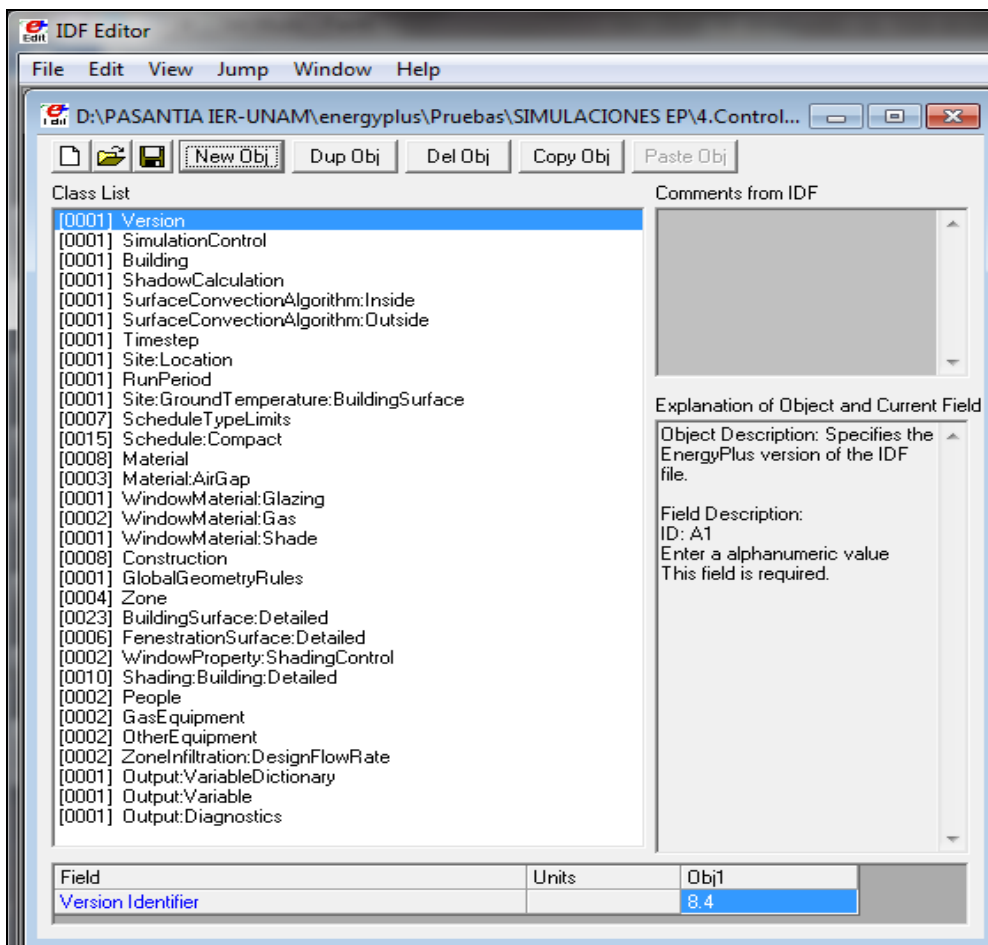 IDF Editor
File Edit View Jump Window Help
D:\PASANTIA IER-UNAM\energyplus\Pruebas\SIMULACIONES EP\4.Control...
New Obj Dup Obj Del Obj Copy Obj Paste Obj
Class List
[0001] Version
[0001] SimulationControl
[0001] Building
[0001] ShadowCalculation
[0001] SurfaceConvectionAlgorithm:Inside
[0001] SurfaceConvectionAlgorithm:Outside
[0001] Timestep
[0001] Site:Location
[0001] RunPeriod
[0001] Site:GroundTemperature:BuildingSurface
[0007] ScheduleTypeLimits
[0015] Schedule:Compact
[0008] Material
[0003] Material:AirGap
[0001] WindowMaterial:Glazing
[0002] WindowMaterial:Gas
[0001] WindowMaterial:Shade
[0008] Construction
[0001] GlobalGeometryRules
[0004] Zone
[0023] BuildingSurface:Detailed
[0006] FenestrationSurface:Detailed
[0002] WindowProperty:ShadingControl
[0010] Shading:Building:Detailed
[0002] People
[0002] GasEquipment
[0002] OtherEquipment
[0002] ZoneInfiltration:DesignFlowRate
[0001] Output:VariableDictionary
[0001] Output:Variable
[0001] Output:Diagnostics
Comments from IDF
Explanation of Object and Current Field
Object Description: Specifies the
EnergyPlus version of the IDF
file.
Field Description:
ID: A1
Enter a alphanumeric value
This field is required.
Field Units Obj1
Version Identifier 8.4